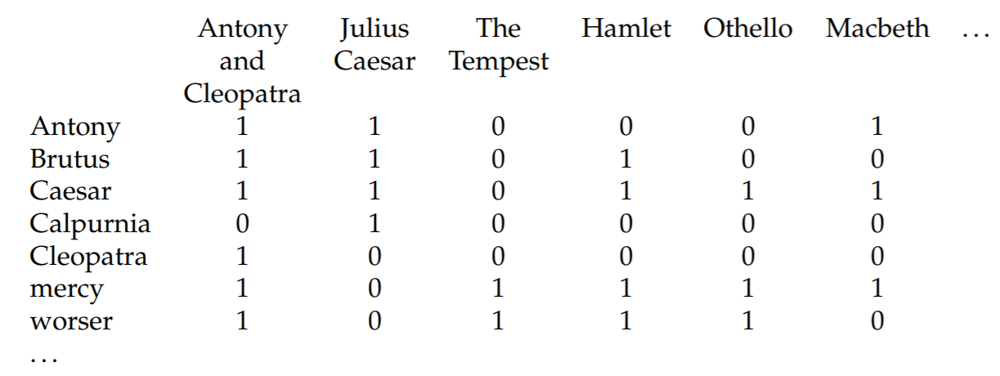 Antony Julius The Hamlet Othello Macbeth ...
and Caesar Tempest
Cleopatra
Antony 1 1 0 0 0 1
Brutus 1 1 0 1 0 0
Caesar 1 1 0 1 1 1
Calpurnia 0 1 0 0 0 0
Cleopatra 1 0 0 0 0 0
mercy 1 0 1 1 1 1
worser 1 0 1 1 1 0
...